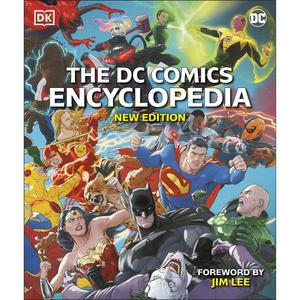 DK
DC
THE DC COMICS
ENCYCLOPEDIA
NEW EDITION
FOREWORD BY
JIM LEE